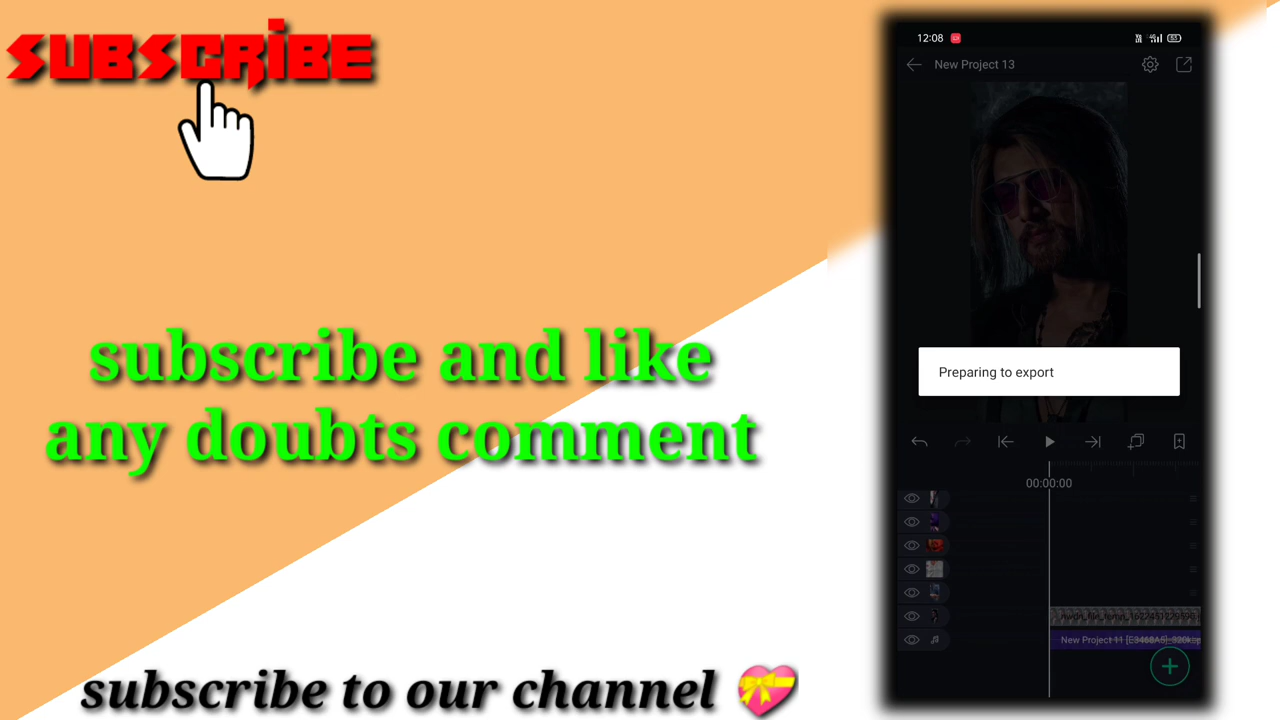 SUBSCRIBE
subscribe and like
any doubts comment
subscribe to our channel 💝
12:08
New Project 13
Preparing to export
00:00:00
New Project 11